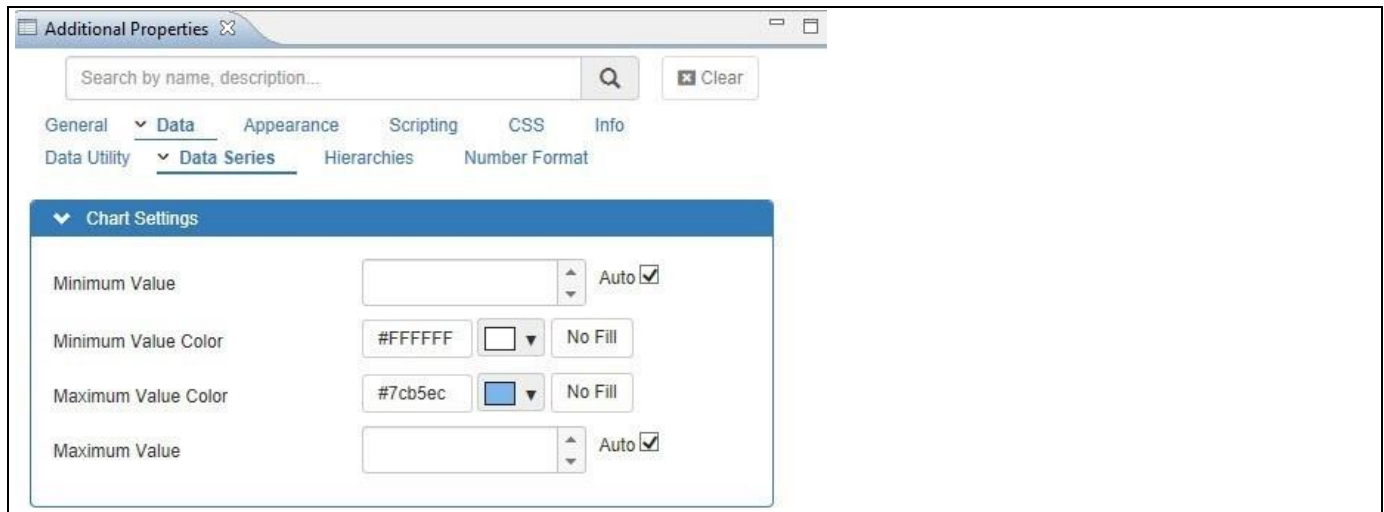 Additional Properties
Search by name, description...
Clear
General Data Appearance Scripting CSS Info
Data Utility Data Series Hierarchies Number Format
Chart Settings
Minimum Value Auto
Minimum Value Color #FFFFFF No Fill
Maximum Value Color #7cb5ec No Fill
Maximum Value Auto